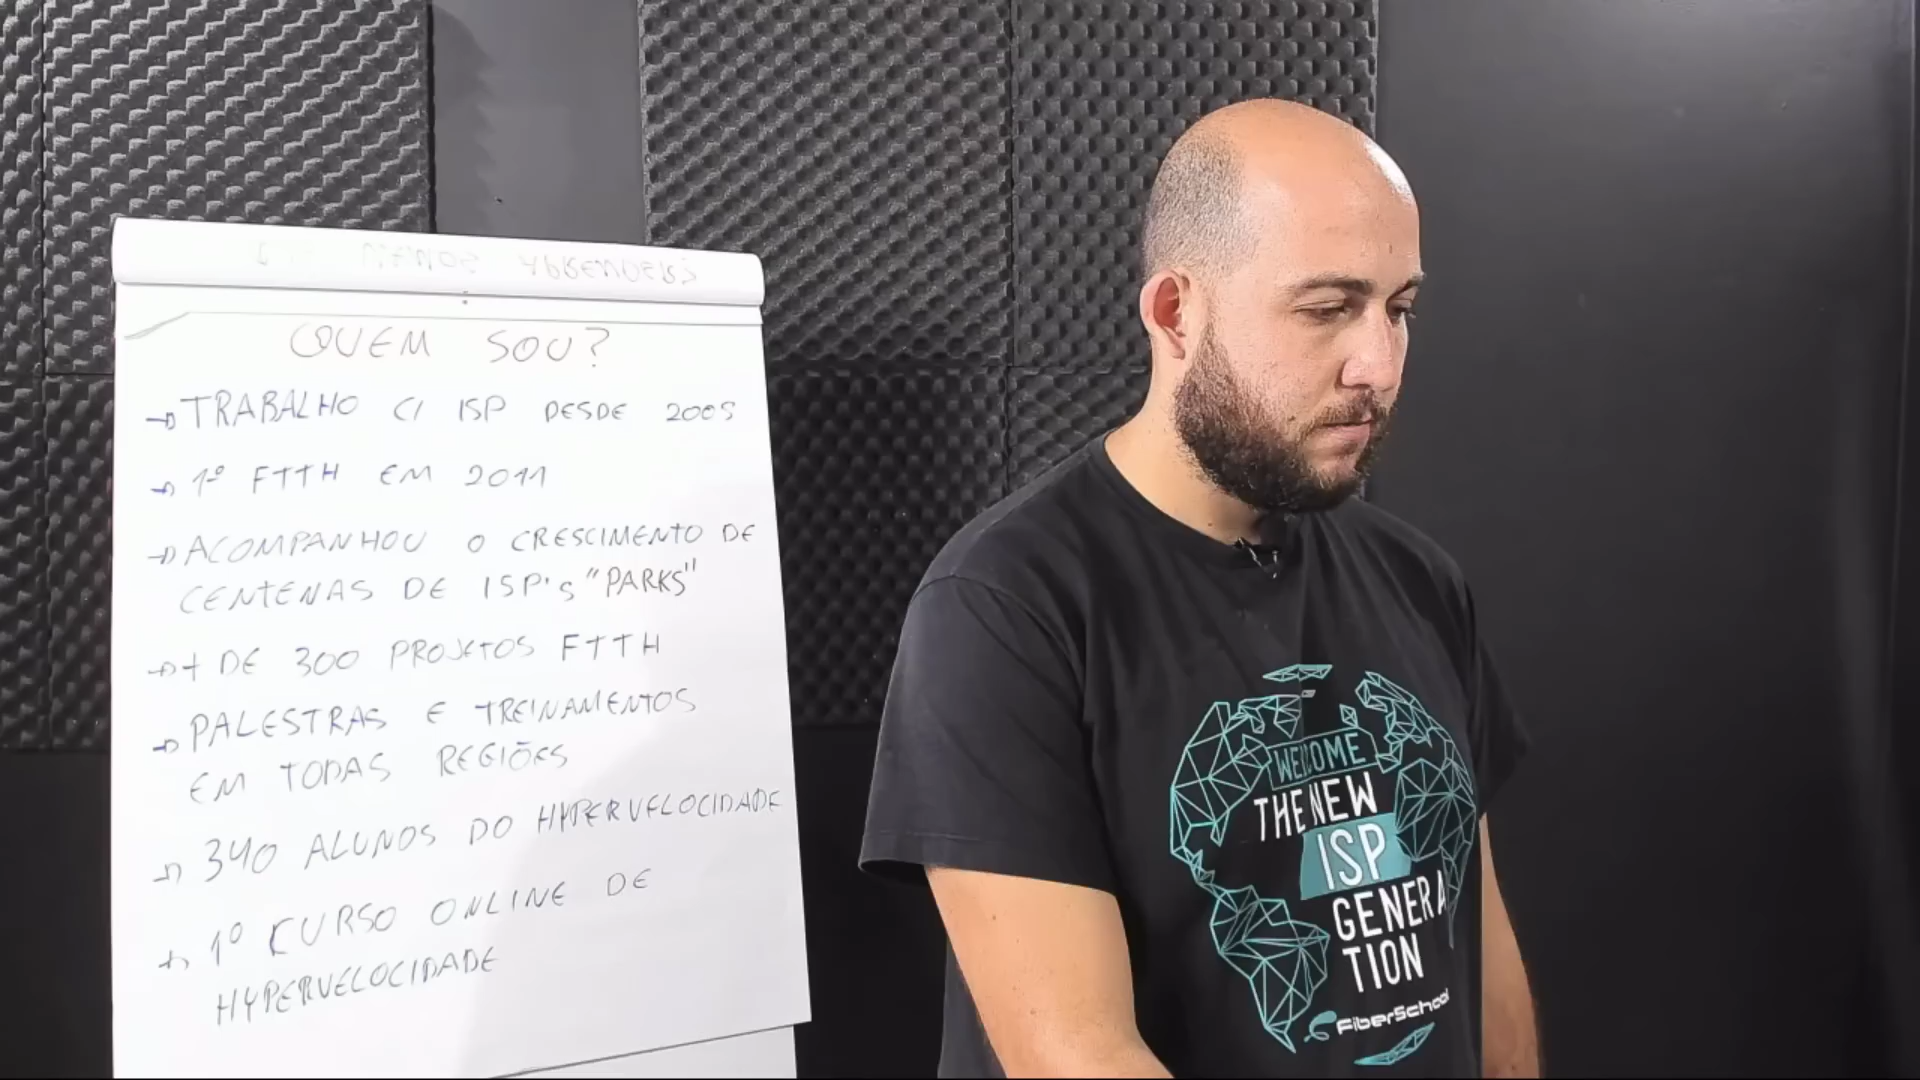 QUEM SOU?
→ TRABALHO C/ ISP DESDE 2005
→ 1º FTTH EM 2011
→ ACOMPANHOU O CRESCIMENTO DE
CENTENAS DE ISP's "PARKS"
→ + DE 300 PROJETOS FTTH
→ PALESTRAS E TREINAMENTOS
EM TODAS REGIÕES
→ 340 ALUNOS DO HYPERVELOCIDADE
→ 1º CURSO ONLINE DE
HYPERVELOCIDADE
WELCOME
THE NEW
ISP
GENERA
TION
FiberSchool